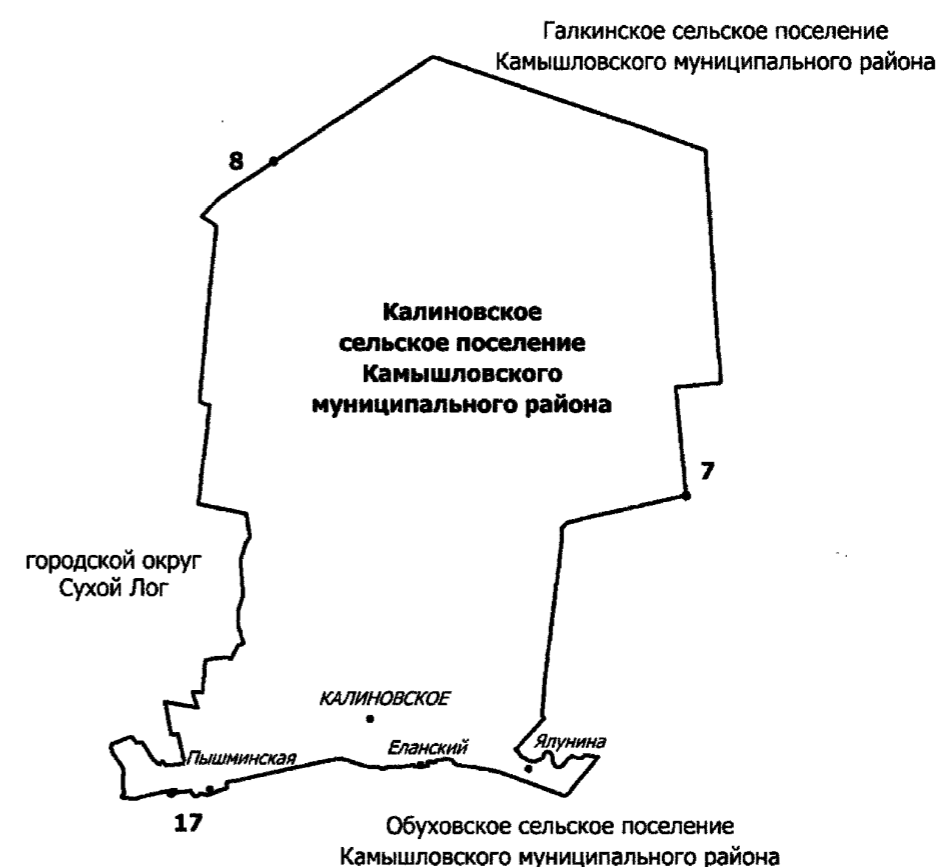 Галкинское сельское поселение
Камышловского муниципального района
8
Калиновское
сельское поселение
Камышловского
муниципального района
7
городской округ
Сухой Лог
КАЛИНОВСКОЕ
Пышминская
Еланский
Ялунина
17
Обуховское сельское поселение
Камышловского муниципального района